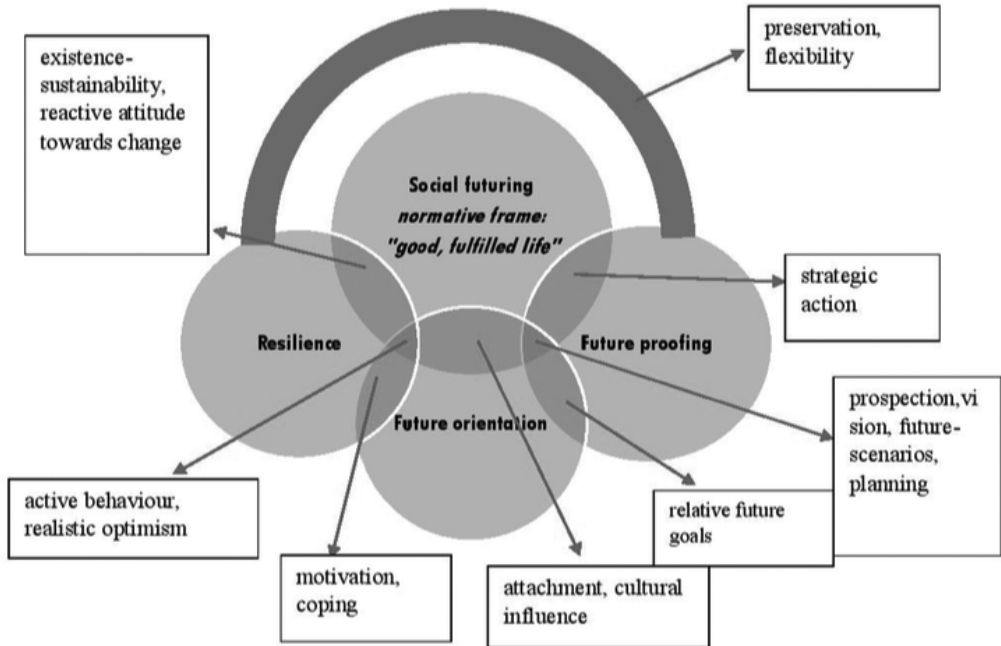 preservation,
flexibility
existence-
sustainability,
reactive attitude
towards change
Social futuring
normative frame:
"good, fulfilled life"
strategic
action
Resilience
Future proofing
Future orientation
prospection,vi
sion, future-
scenarios,
planning
active behaviour,
realistic optimism
relative future
goals
motivation,
coping
attachment, cultural
influence